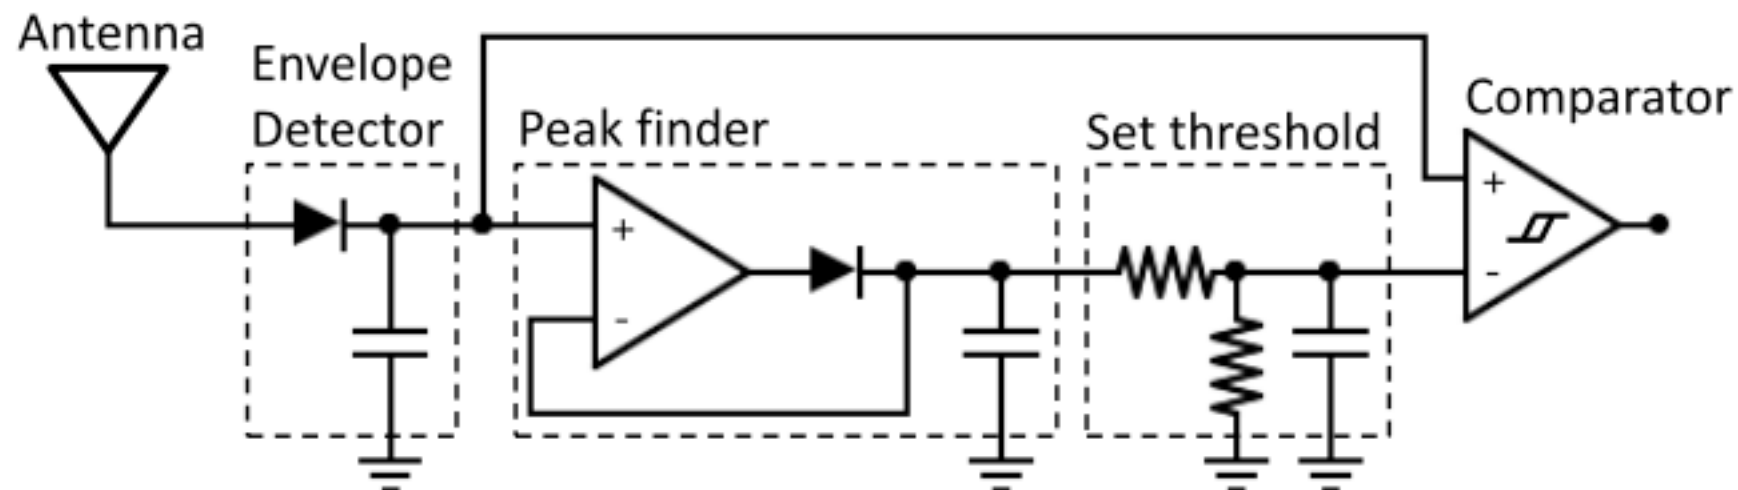 Antenna
Envelope
Detector
Peak finder
Set threshold
Comparator
+
-
+
-